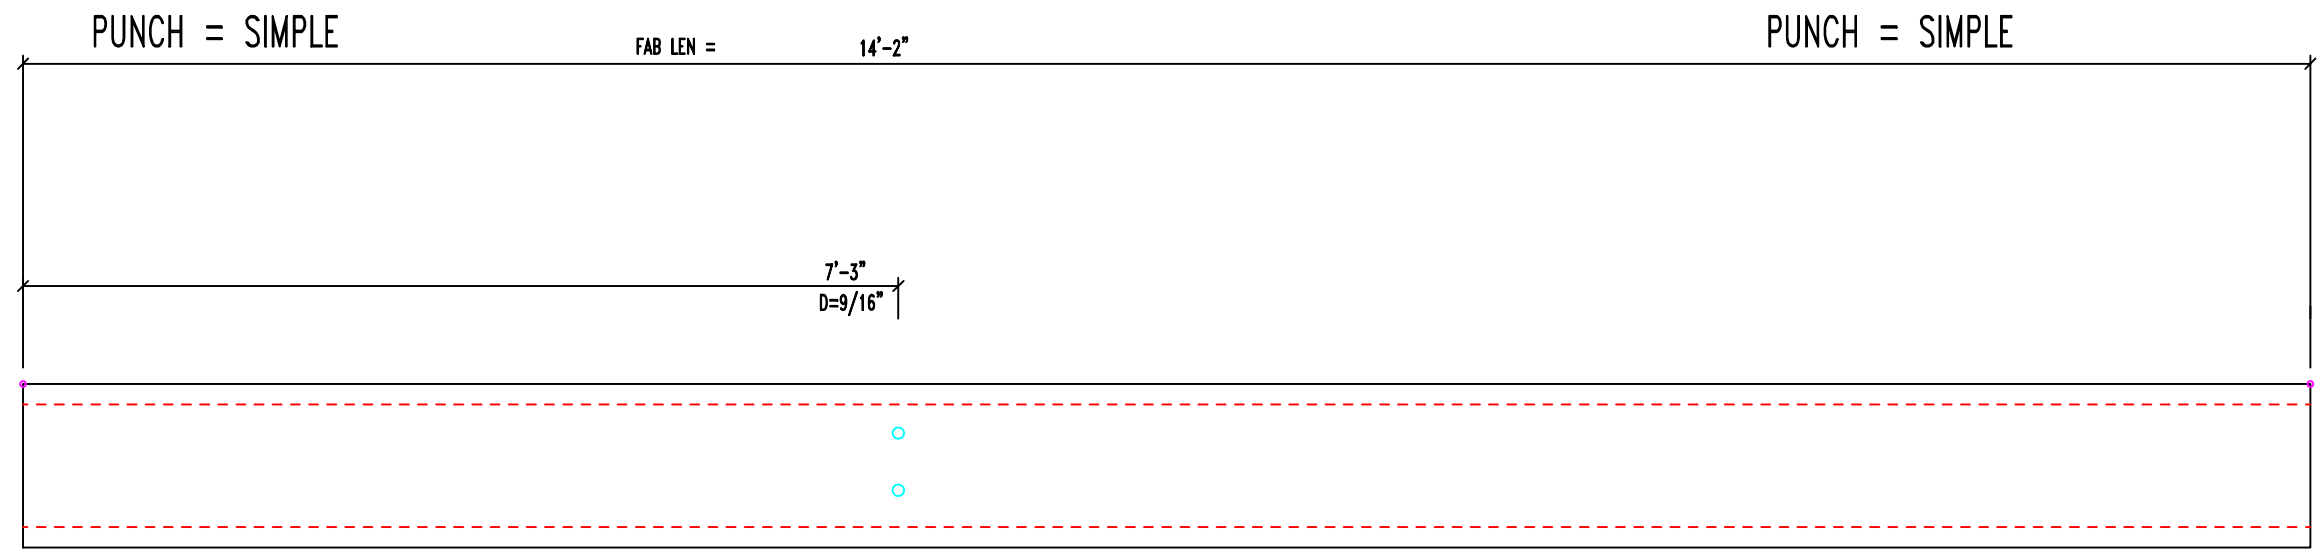 PUNCH = SIMPLE
PUNCH = SIMPLE
FAB LEN = 14'-2"
7'-3"
D=9/16"